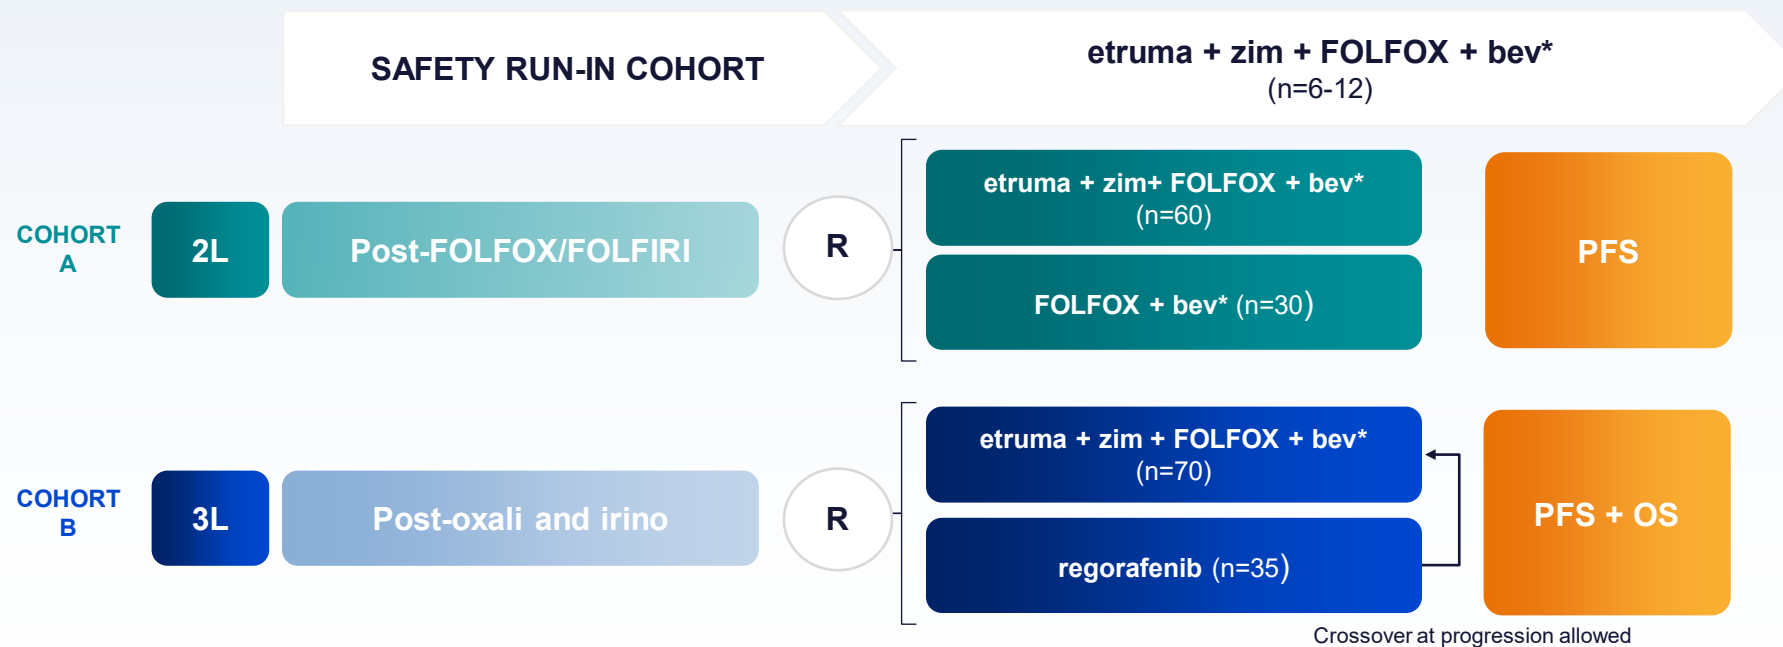 SAFETY RUN-IN COHORT
etruma + zim + FOLFOX + bev*
(n=6-12)
COHORT
A
2L
Post-FOLFOX/FOLFIRI
R
etruma + zim+ FOLFOX + bev*
(n=60)
FOLFOX + bev* (n=30)
PFS
COHORT
B
3L
Post-oxali and irino
R
etruma + zim + FOLFOX + bev*
(n=70)
regorafenib (n=35)
PFS + OS
Crossover at progression allowed